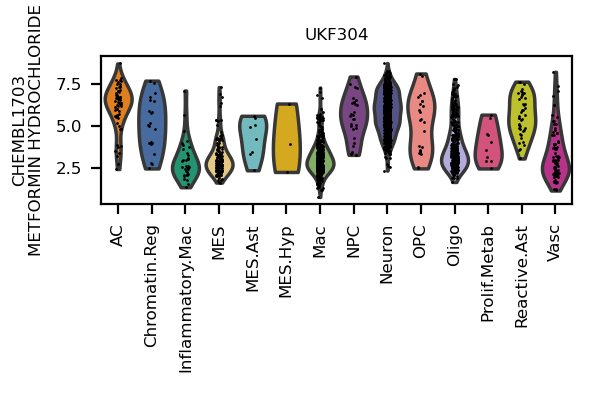 UKF304
CHEMBL1703
METFORMIN HYDROCHLORIDE
7.5
5.0
2.5
AC
Chromatin.Reg
Inflammatory.Mac
MES
MES.Ast
MES.Hyp
Mac
NPC
Neuron
OPC
Oligo
Prolif.Metab
Reactive.Ast
Vasc